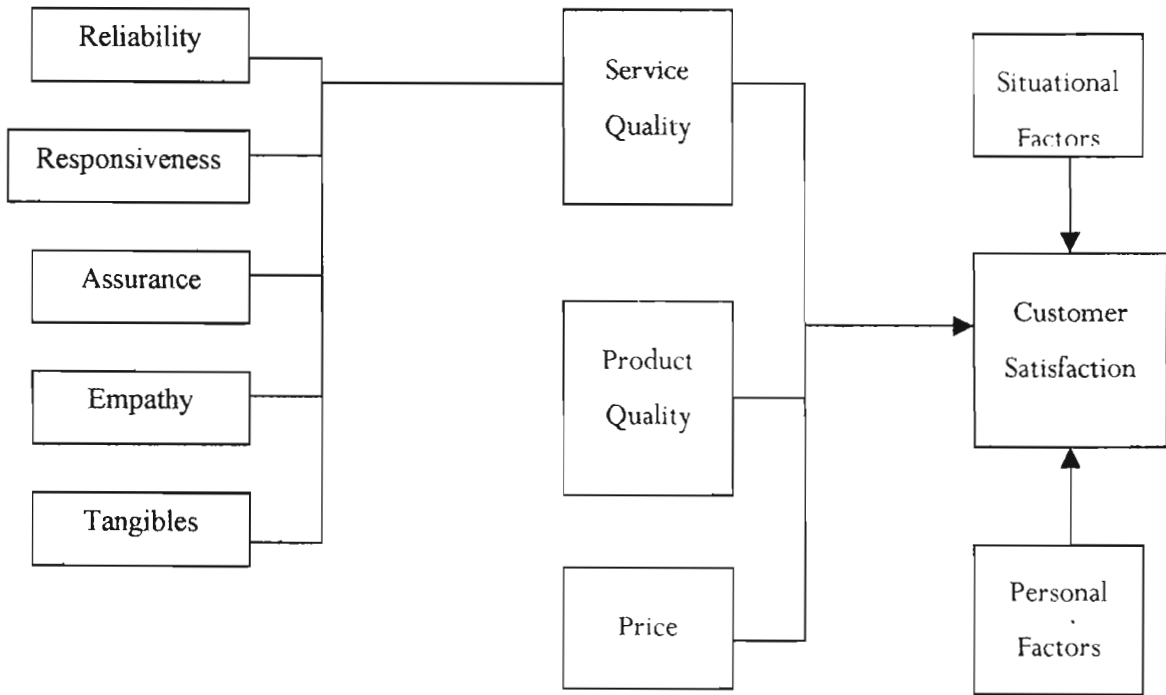 Reliability
Responsiveness
Assurance
Empathy
Tangibles
Service
Quality
Product
Quality
Price
Situational
Factors
Customer
Satisfaction
Personal
Factors